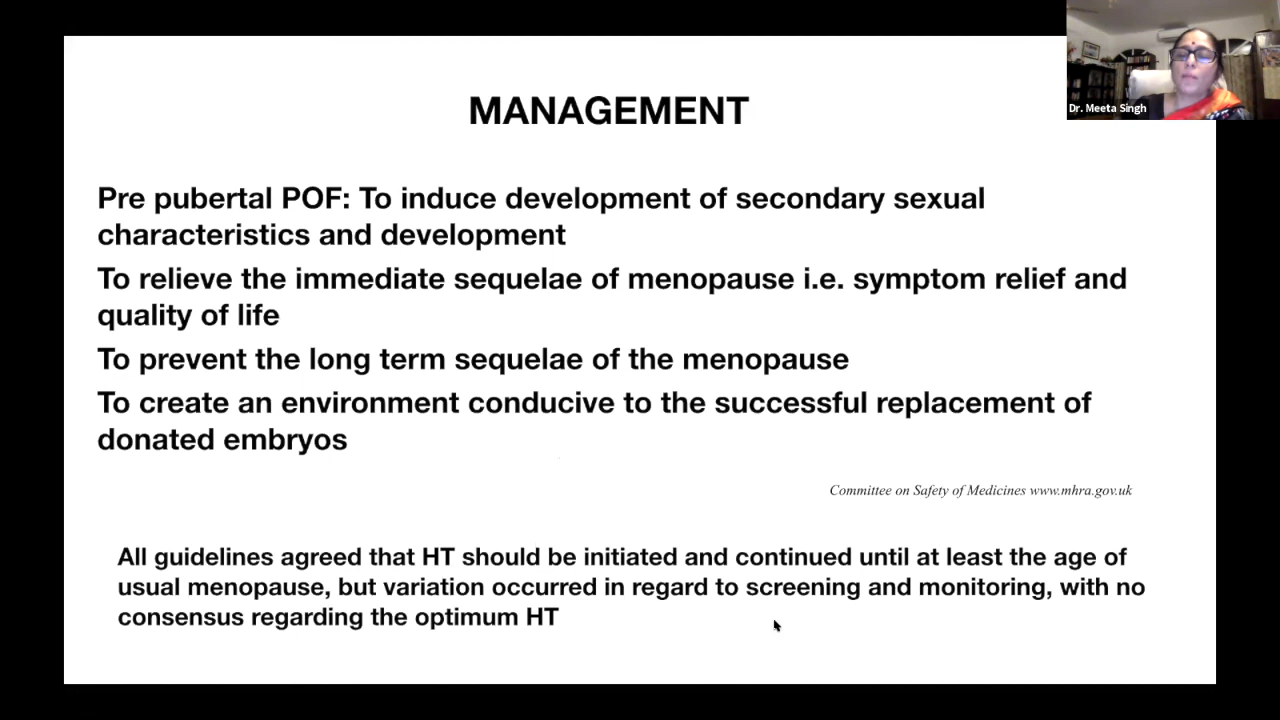 MANAGEMENT
Dr. Meeta Singh
Pre pubertal POF: To induce development of secondary sexual
characteristics and development
To relieve the immediate sequelae of menopause i.e. symptom relief and
quality of life
To prevent the long term sequelae of the menopause
To create an environment conducive to the successful replacement of
donated embryos
Committee on Safety of Medicines www.mhra.gov.uk
All guidelines agreed that HT should be initiated and continued until at least the age of
usual menopause, but variation occurred in regard to screening and monitoring, with no
consensus regarding the optimum HT